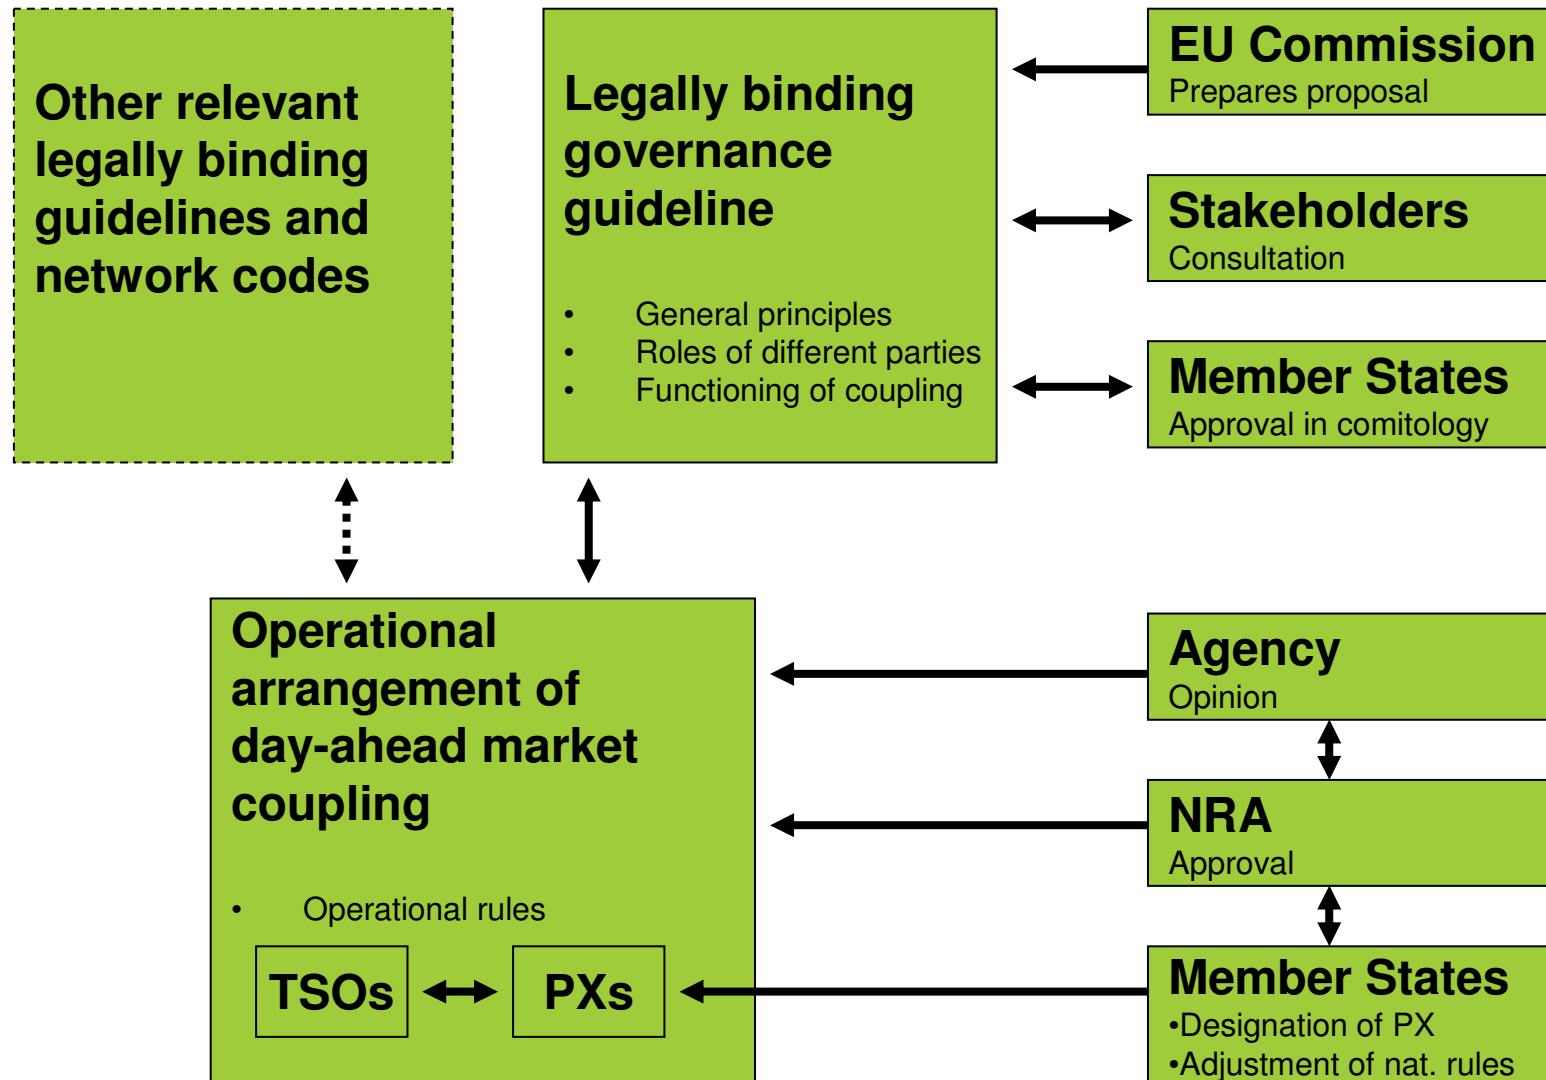 Other relevant
legally binding
guidelines and
network codes
Legally binding
governance
guideline
• General principles
• Roles of different parties
• Functioning of coupling
EU Commission
Prepares proposal
Stakeholders
Consultation
Member States
Approval in comitology
Operational
arrangement of
day-ahead market
coupling
• Operational rules
TSOs
PXs
Agency
Opinion
NRA
Approval
Member States
•Designation of PX
•Adjustment of nat. rules